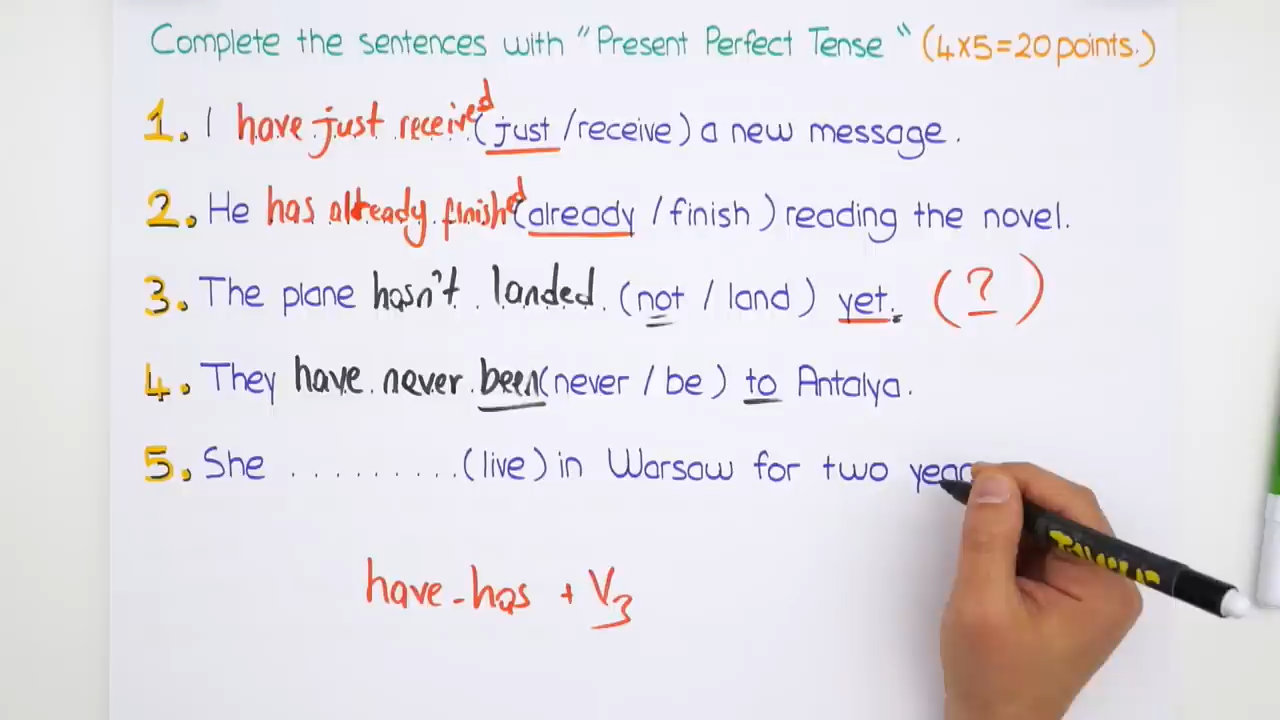 Complete the sentences with "Present Perfect Tense" (4x5=20 points.)
1. I have just received (just /receive) a new message.
2. He has already finished (already / finish) reading the novel.
3. The plane hasn't landed (not / land) yet. (?)
4. They have never been (never / be) to Antalya.
5. She ......... (live) in Warsaw for two
have - has + V3